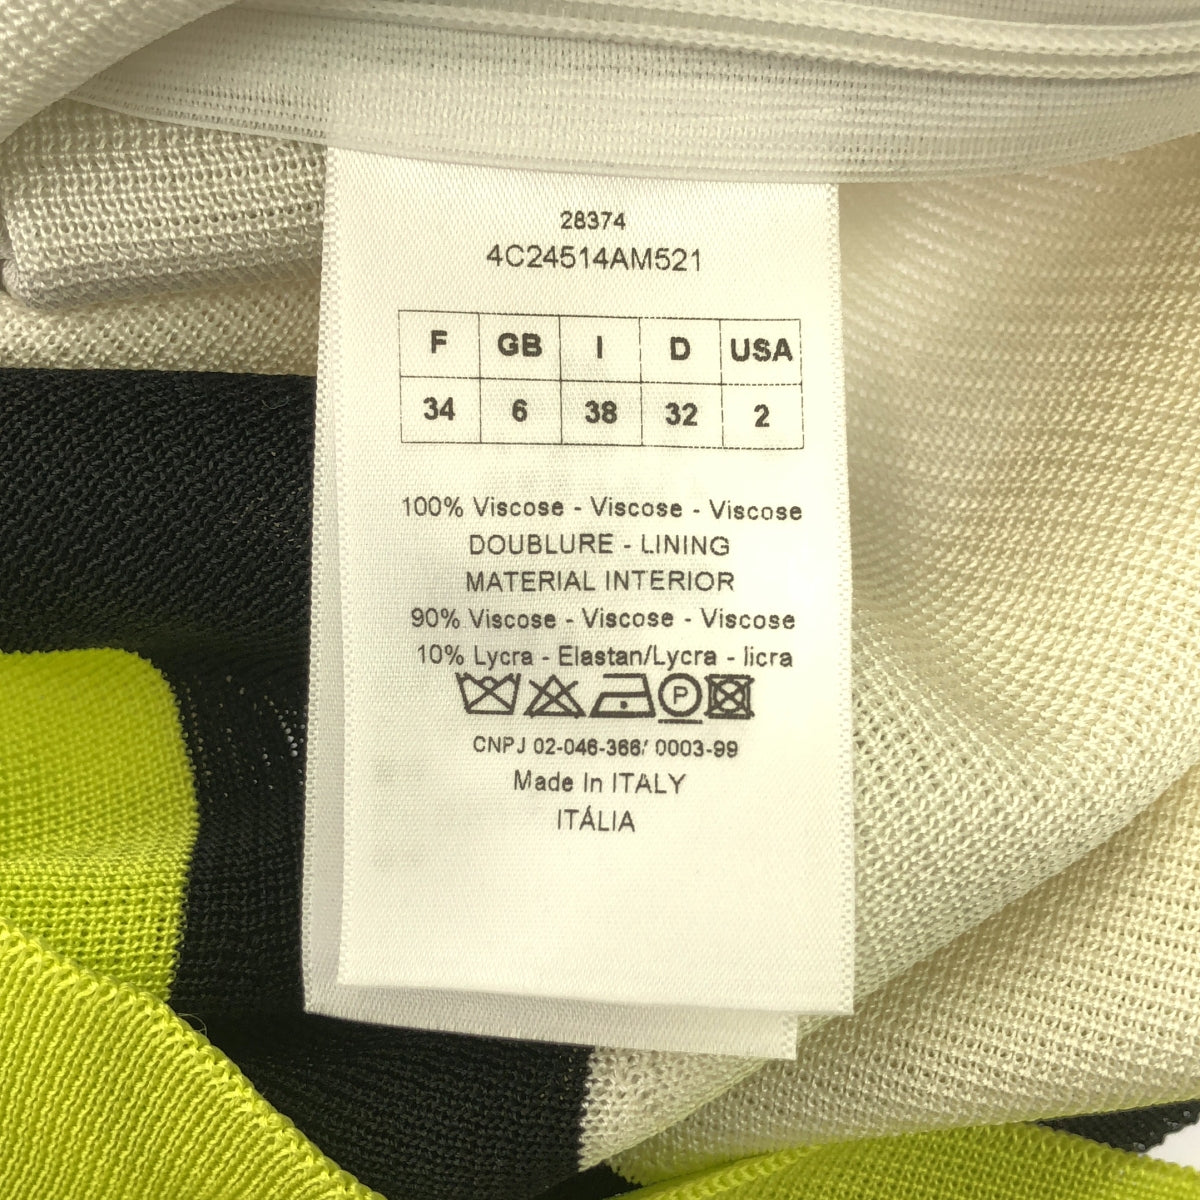 28374
4C24514AM521
F GB I D USA
34 6 38 32 2
100% Viscose - Viscose - Viscose
DOUBLURE - LINING
MATERIAL INTERIOR
90% Viscose - Viscose - Viscose
10% Lycra - Elastan/Lycra - licra
P
CNPJ 02-046-366/ 0003-99
Made In ITALY
ITÁLIA